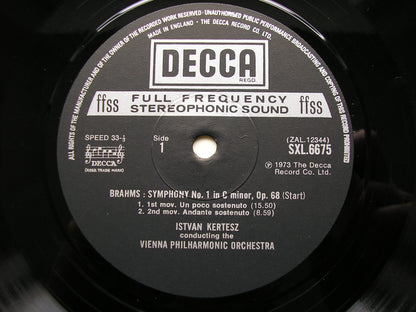 ALL RIGHTS OF THE MANUFACTURER AND OF THE OWNER OF THE RECORDED WORK RESERVED · UNAUTHORISED PUBLIC PERFORMANCE BROADCASTING AND COPYING OF THIS RECORD PROHIBITED
MADE IN ENGLAND, · THE DECCA RECORD CO. LTD.
DECCA
REGD
ffss FULL FREQUENCY ffss
STEREOPHONIC SOUND
SPEED 33⅓
Side
1
(ZAL.12344)
SXL.6675
DECCA
(REGD. TRADE MARK)
℗ 1973 The Decca
Record Co. Ltd.
BRAHMS : SYMPHONY No. 1 in C minor, Op. 68 (Start)
1. 1st mov. Un poco sostenuto (15.50)
2. 2nd mov. Andante sostenuto (8.59)
ISTVAN KERTESZ
conducting the
VIENNA PHILHARMONIC ORCHESTRA